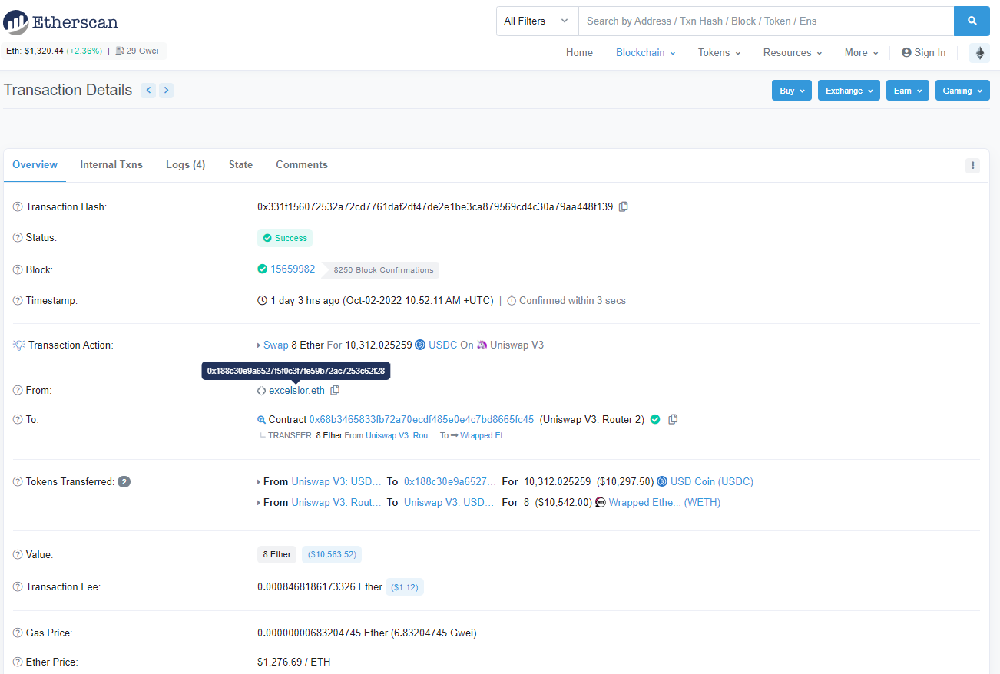 Etherscan
All Filters
Search by Address / Txn Hash / Block / Token / Ens
Eth: $1,320.44 (+2.36%) | 29 Gwei
Home Blockchain Tokens Resources More Sign In
Transaction Details
Buy Exchange Earn Gaming
Overview Internal Txns Logs (4) State Comments
Transaction Hash: 0x331f156072532a72cd7761daf2df47de2e1be3ca879569cd4c30a79aa448f139
Status: Success
Block: 15659982 8250 Block Confirmations
Timestamp: 1 day 3 hrs ago (Oct-02-2022 10:52:11 AM +UTC) | Confirmed within 3 secs
Transaction Action: Swap 8 Ether For 10,312.025259 USDC On Uniswap V3
0x188c30e9a6527f5f0c3f7fe59b72ac7253c62f28
From: excelsior.eth
To: Contract 0x68b3465833fb72a70ecdf485e0e4c7bd8665fc45 (Uniswap V3: Router 2)
TRANSFER 8 Ether From Uniswap V3: Rou... To Wrapped Et...
Tokens Transferred: 2 From Uniswap V3: USD... To 0x188c30e9a6527... For 10,312.025259 ($10,297.50) USD Coin (USDC)
From Uniswap V3: Rout... To Uniswap V3: USD... For 8 ($10,542.00) Wrapped Ethe... (WETH)
Value: 8 Ether ($10,563.52)
Transaction Fee: 0.0008468186173326 Ether ($1.12)
Gas Price: 0.00000000683204745 Ether (6.83204745 Gwei)
Ether Price: $1,276.69 / ETH